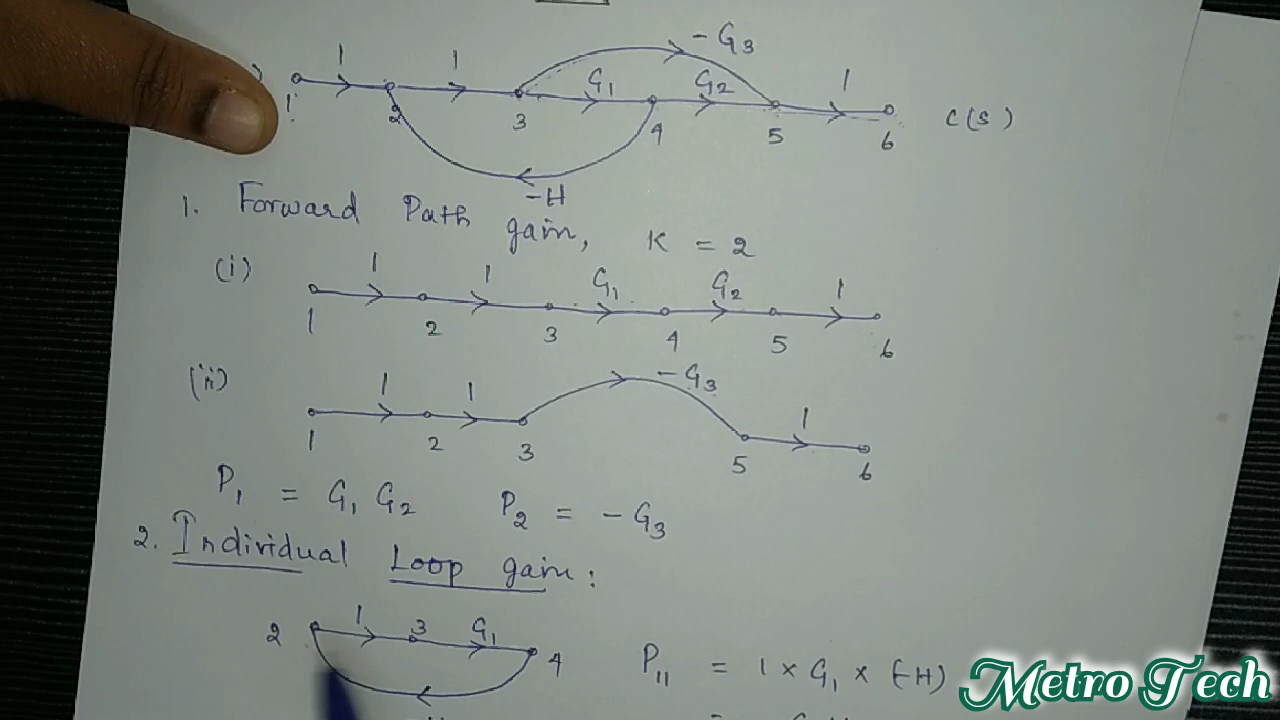 1 1 -G3
G1 G2 1
1 2 3 4 5 6 C(s)
-H
1. Forward Path gain, K = 2
(i) 1 1 G1 G2 1
1 2 3 4 5 6
(ii) 1 1 -G3 1
1 2 3 5 6
P1 = G1 G2 P2 = -G3
2. Individual Loop gain:
1 3 G1
2 4 P11 = 1 × G1 × (-H)
Metro Tech